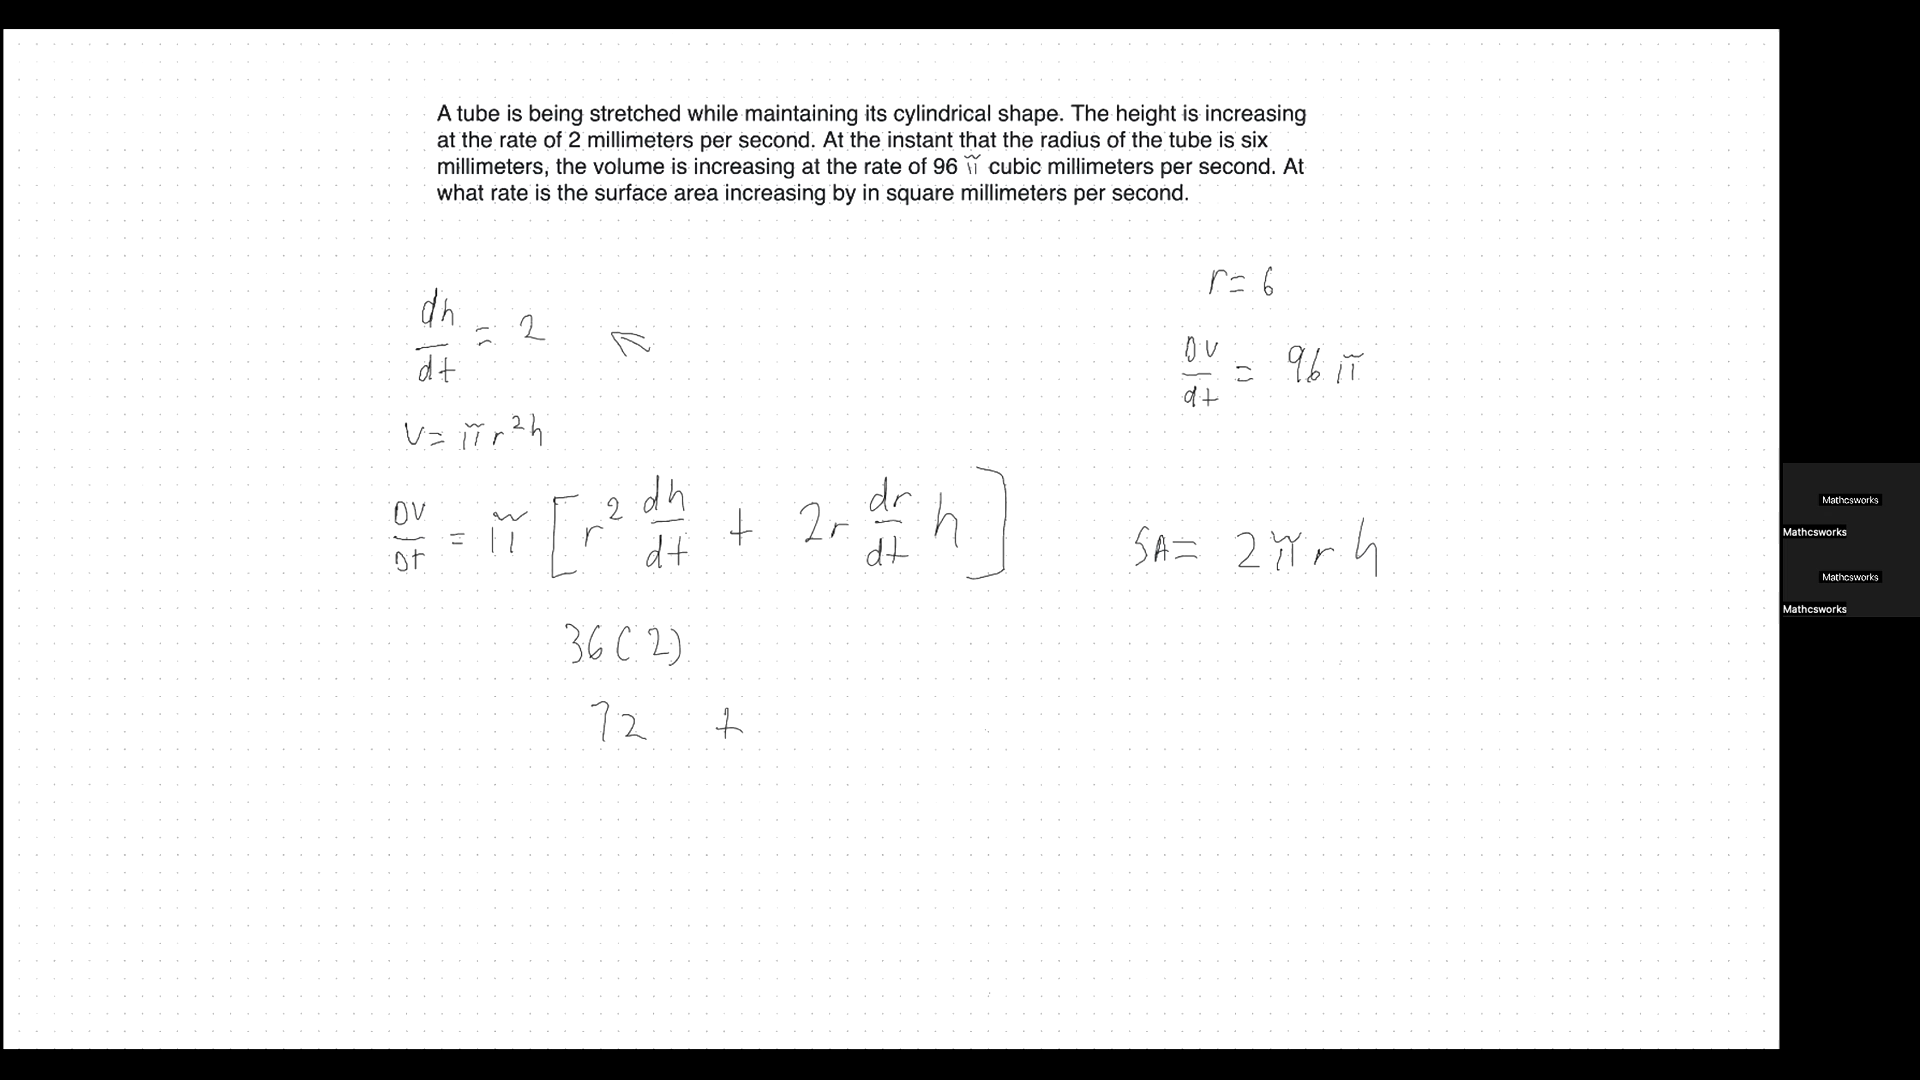 A tube is being stretched while maintaining its cylindrical shape. The height is increasing
at the rate of 2 millimeters per second. At the instant that the radius of the tube is six
millimeters, the volume is increasing at the rate of 96 π cubic millimeters per second. At
what rate is the surface area increasing by in square millimeters per second.
r = 6
dh/dt = 2
DV/dt = 96 π
V = π r²h
DV/DT = π [ r² dh/dt + 2r dr/dt h ]
SA = 2 π r h
36(2)
72 +
Mathcsworks
Mathcsworks
Mathcsworks
Mathcsworks